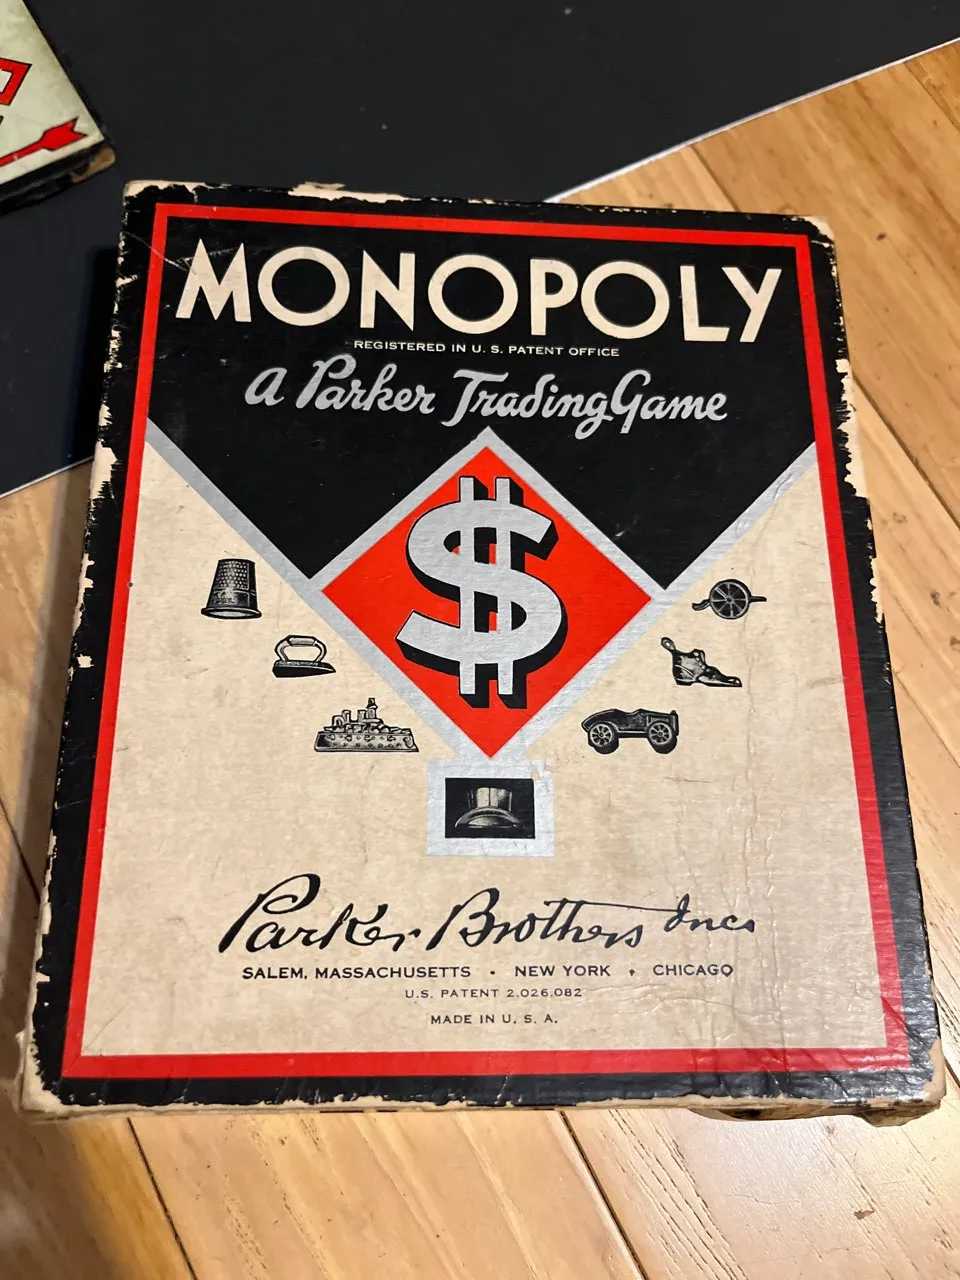 MONOPOLY
REGISTERED IN U. S. PATENT OFFICE
A Parker Trading Game
$
Parker Brothers Inc.
SALEM, MASSACHUSETTS • NEW YORK • CHICAGO
U.S. PATENT 2,026,082
MADE IN U. S. A.